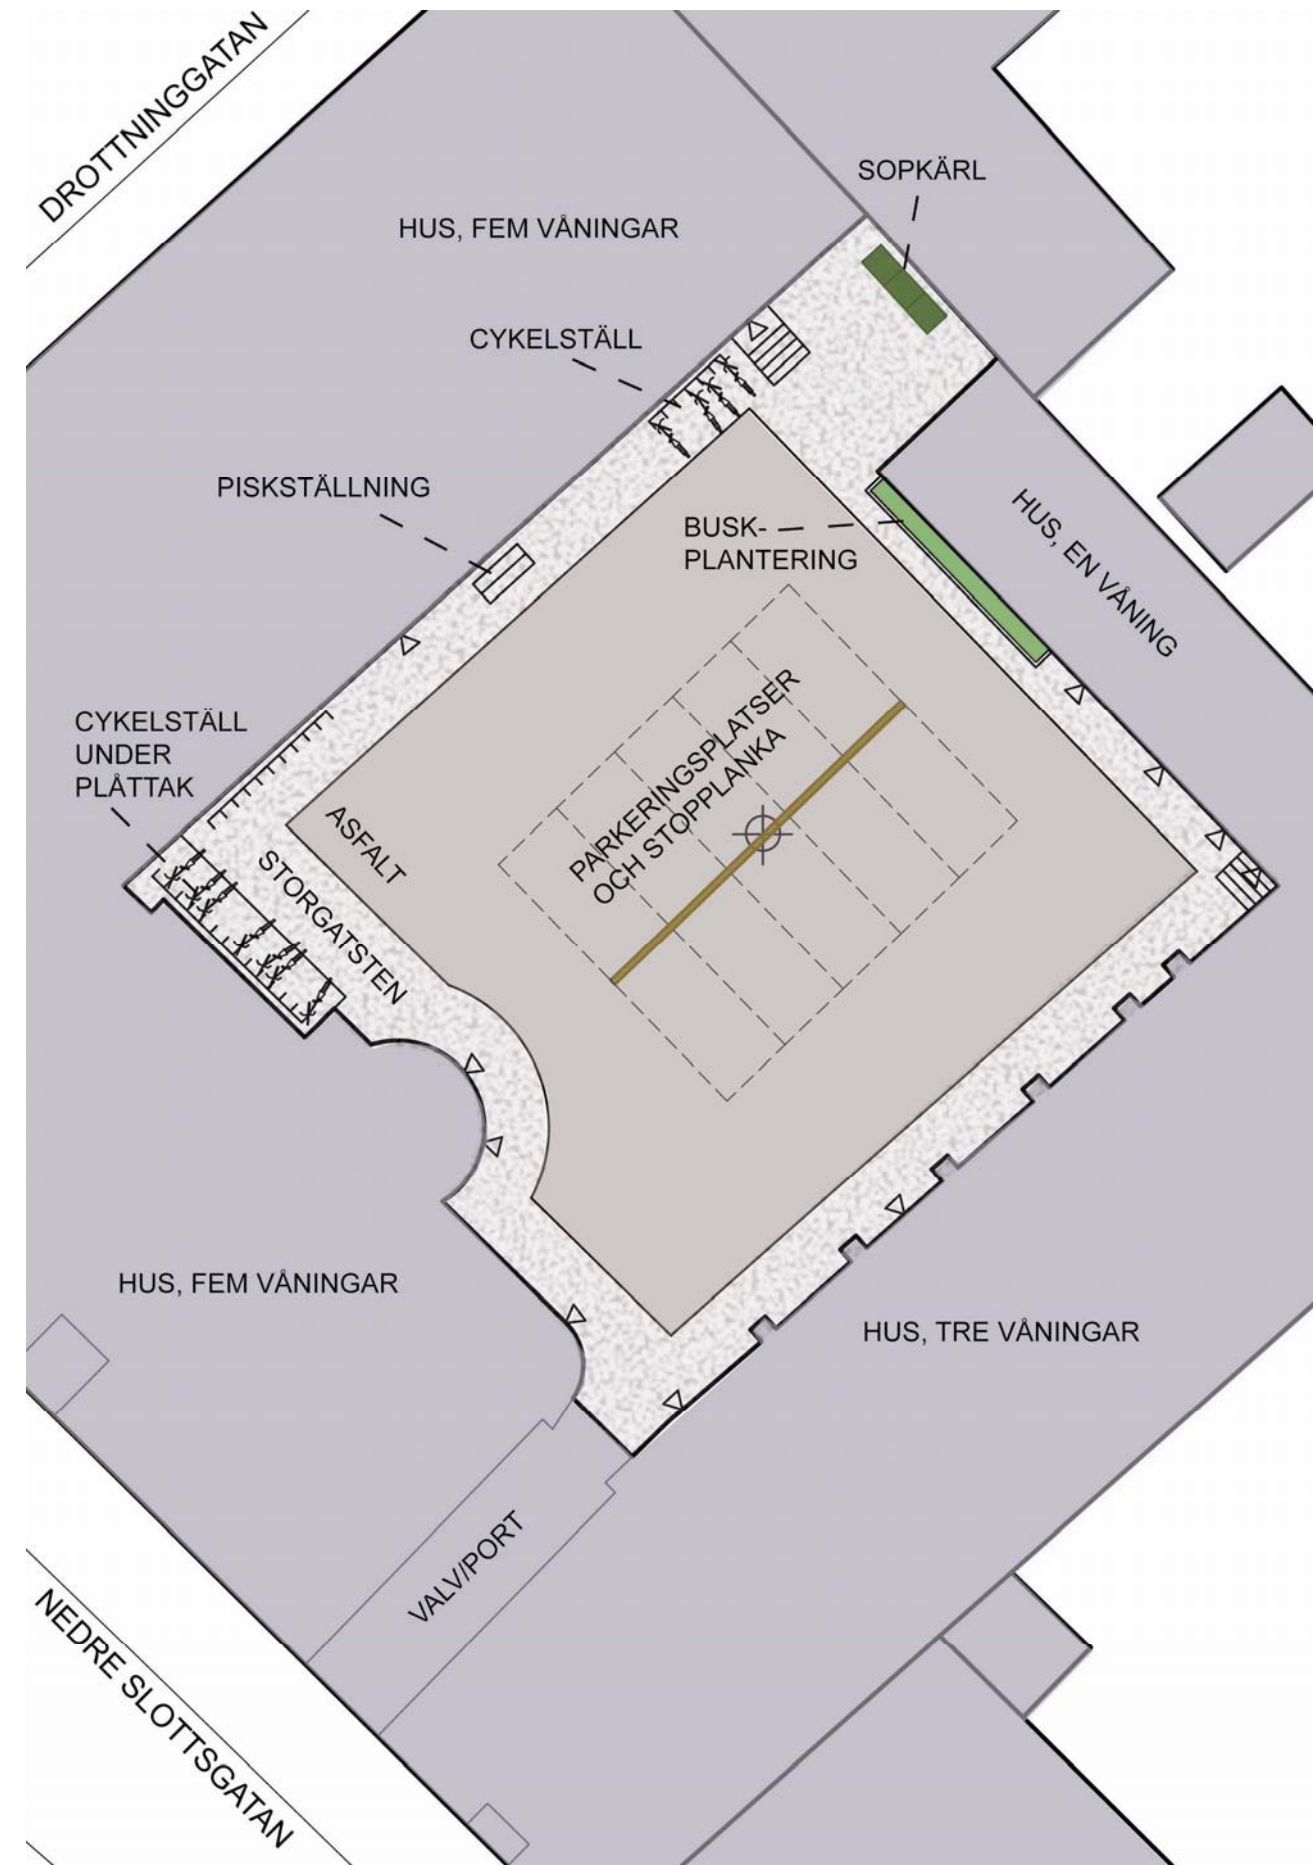 DROTTNINGGATAN
SOPKÄRL
HUS, FEM VÅNINGAR
CYKELSTÄLL
PISKSTÄLLNING
BUSK-
PLANTERING
HUS, EN VÅNING
CYKELSTÄLL
UNDER
PLÅTTAK
PARKERINGSPLATSER
OCH STOPPLANKA
ASFALT
STORGATSTEN
HUS, FEM VÅNINGAR
HUS, TRE VÅNINGAR
VALV/PORT
NEDRE SLOTTSGATAN